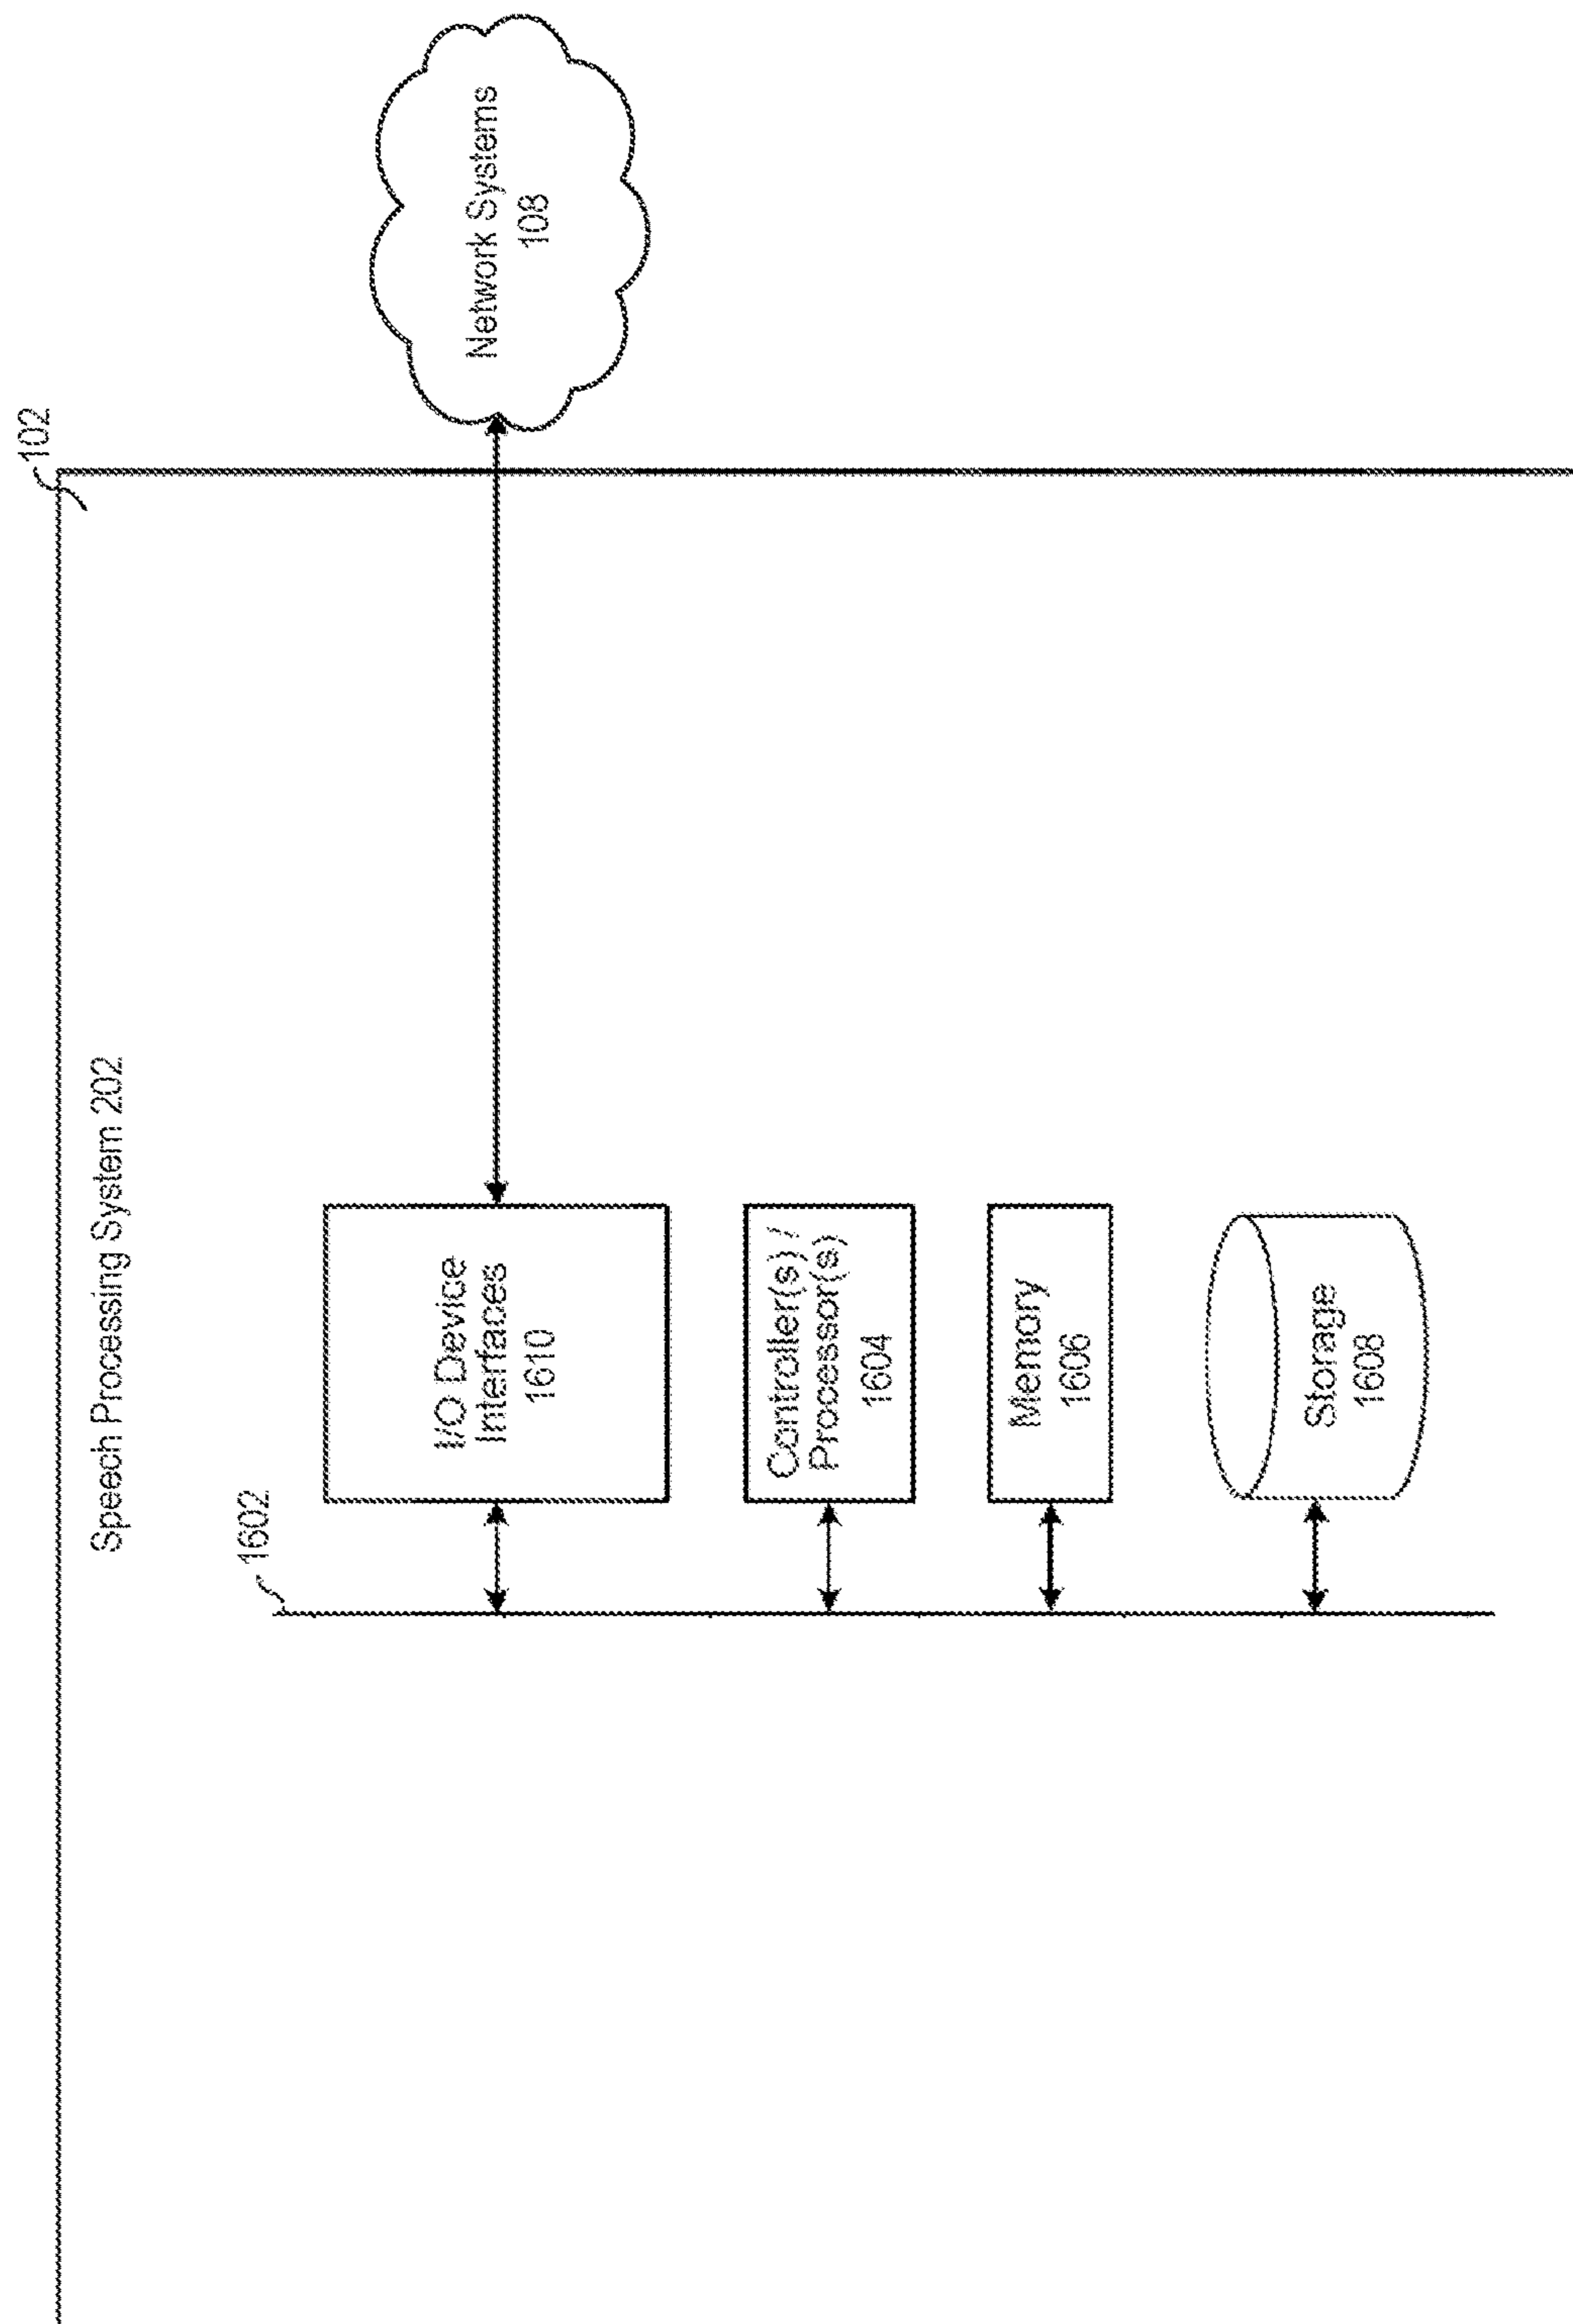 Speech Processing System 202
102
1602
I/O Device
Interfaces
1610
Network Systems
108
Controller(s) /
Processor(s)
1604
Memory
1606
Storage
1608